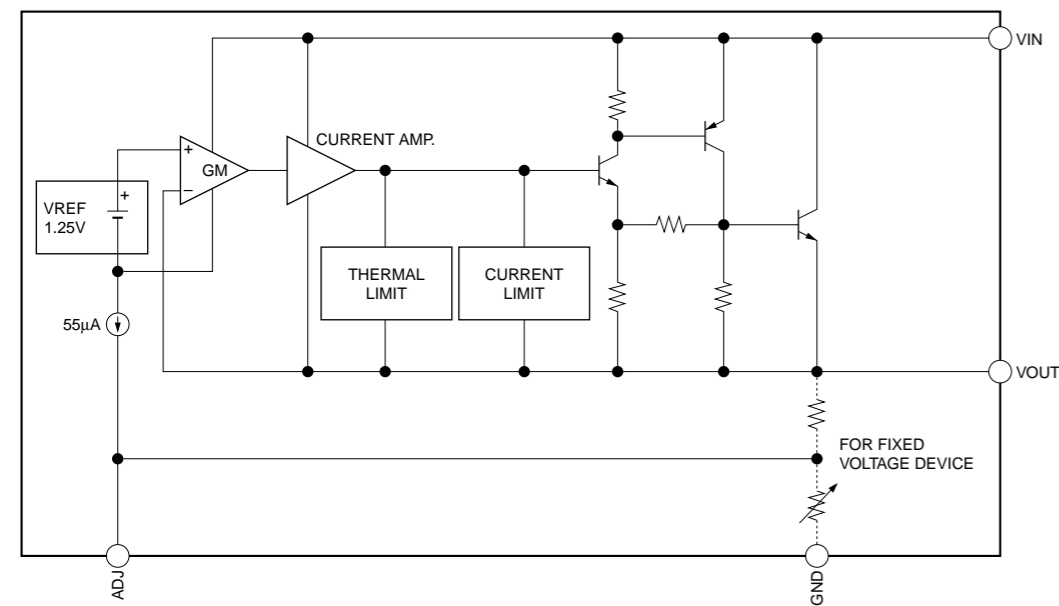 VIN
CURRENT AMP.
+
GM
−
+
VREF
1.25V
THERMAL
LIMIT
CURRENT
LIMIT
55µA
VOUT
FOR FIXED
VOLTAGE DEVICE
ADJ
GND